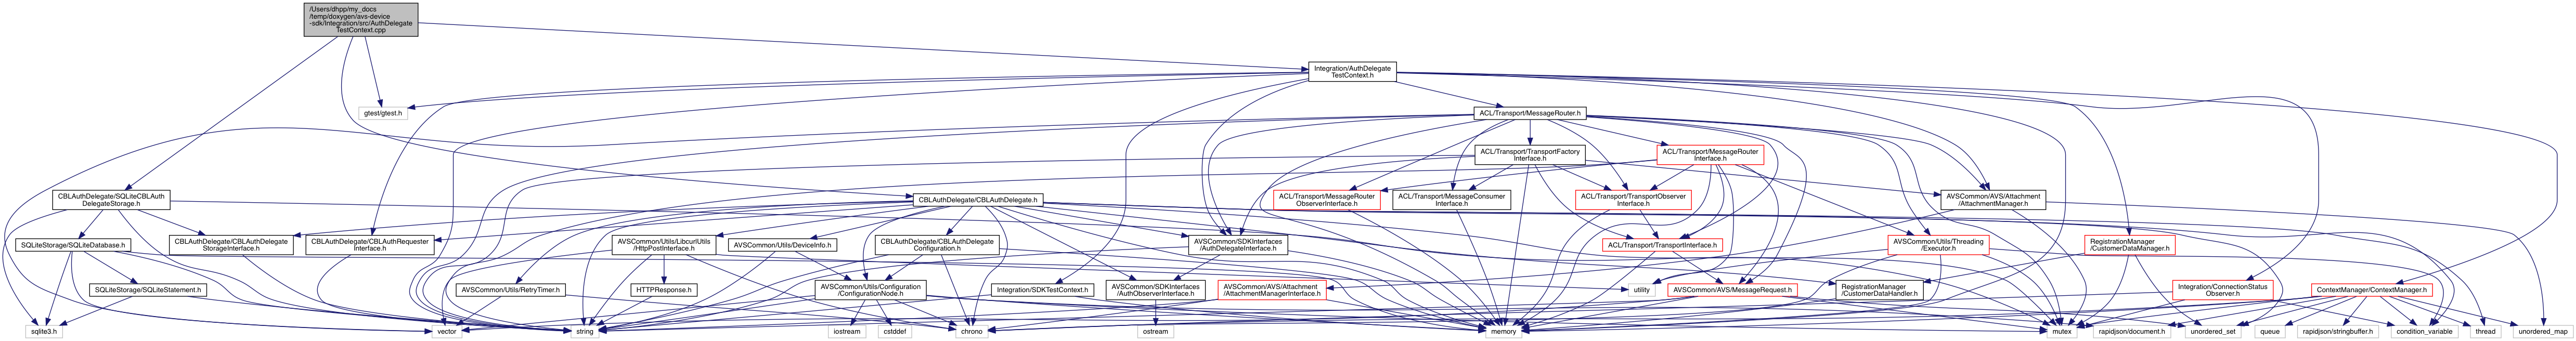 /Users/dhpp/my_docs
/temp/doxygen/avs-device
-sdk/Integration/src/AuthDelegate
TestContext.cpp
Integration/AuthDelegate
TestContext.h
gtest/gtest.h
ACL/Transport/MessageRouter.h
ACL/Transport/TransportFactory
Interface.h
ACL/Transport/MessageRouter
Interface.h
CBLAuthDelegate/SQLiteCBLAuth
DelegateStorage.h
CBLAuthDelegate/CBLAuthDelegate.h
ACL/Transport/MessageRouter
ObserverInterface.h
ACL/Transport/MessageConsumer
Interface.h
ACL/Transport/TransportObserver
Interface.h
AVSCommon/AVS/Attachment
/AttachmentManager.h
SQLiteStorage/SQLiteDatabase.h
CBLAuthDelegate/CBLAuthDelegate
StorageInterface.h
CBLAuthDelegate/CBLAuthRequester
Interface.h
AVSCommon/Utils/LibcurlUtils
/HttpPostInterface.h
AVSCommon/Utils/DeviceInfo.h
CBLAuthDelegate/CBLAuthDelegate
Configuration.h
AVSCommon/SDKInterfaces
/AuthDelegateInterface.h
ACL/Transport/TransportInterface.h
AVSCommon/Utils/Threading
/Executor.h
RegistrationManager
/CustomerDataManager.h
SQLiteStorage/SQLiteStatement.h
AVSCommon/Utils/RetryTimer.h
HTTPResponse.h
AVSCommon/Utils/Configuration
/ConfigurationNode.h
Integration/SDKTestContext.h
AVSCommon/SDKInterfaces
/AuthObserverInterface.h
AVSCommon/AVS/Attachment
/AttachmentManagerInterface.h
utility
AVSCommon/AVS/MessageRequest.h
RegistrationManager
/CustomerDataHandler.h
Integration/ConnectionStatus
Observer.h
ContextManager/ContextManager.h
sqlite3.h
vector
string
iostream
cstddef
chrono
ostream
memory
mutex
rapidjson/document.h
unordered_set
queue
rapidjson/stringbuffer.h
condition_variable
thread
unordered_map